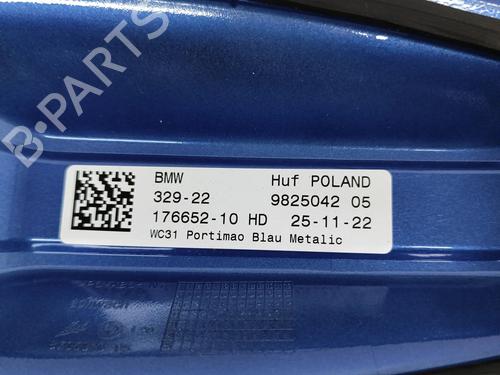 B-PARTS
BMW Huf POLAND
329-22 9825042 05
176652-10 HD 25-11-22
WC31 Portimao Blau Metalic